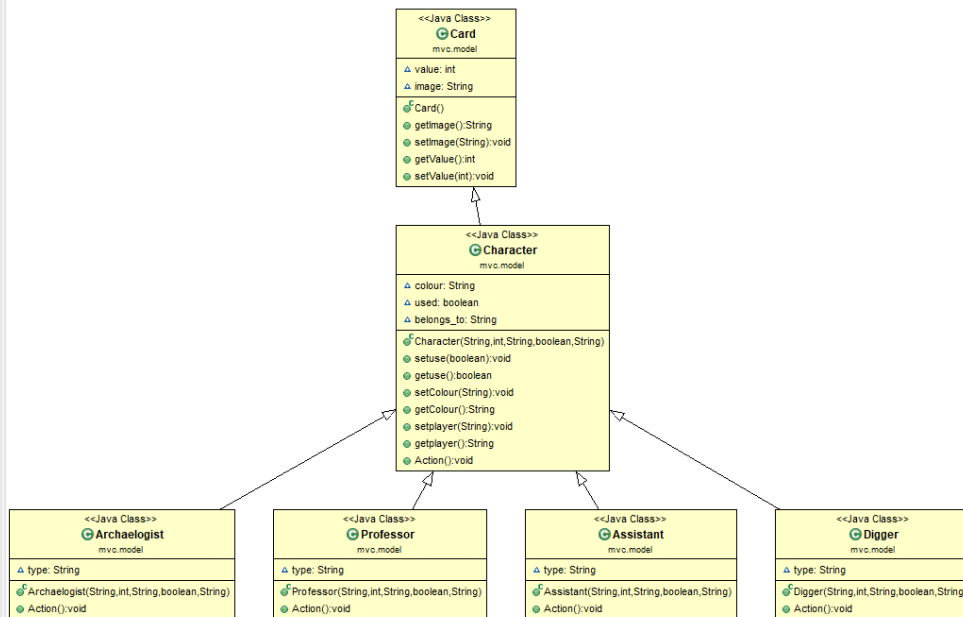 <<Java Class>>
Card
mvc.model
value: int
image: String
Card()
getImage():String
setImage(String):void
getValue():int
setValue(int):void
<<Java Class>>
Character
mvc.model
colour: String
used: boolean
belongs_to: String
Character(String,int,String,boolean,String)
setuse(boolean):void
getuse():boolean
setColour(String):void
getColour():String
setplayer(String):void
getplayer():String
Action():void
<<Java Class>>
Archaelogist
mvc.model
type: String
Archaelogist(String,int,String,boolean,String)
Action():void
<<Java Class>>
Professor
mvc.model
type: String
Professor(String,int,String,boolean,String)
Action():void
<<Java Class>>
Assistant
mvc.model
type: String
Assistant(String,int,String,boolean,String)
Action():void
<<Java Class>>
Digger
mvc.model
type: String
Digger(String,int,String,boolean,String
Action():void